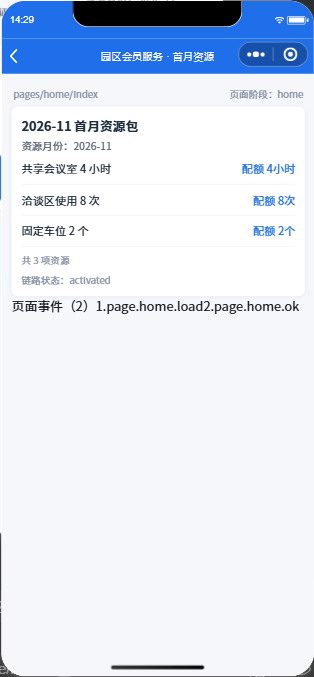 14:29
园区会员服务 · 首月资源
pages/home/index 页面阶段：home
2026-11 首月资源包
资源月份：2026-11
共享会议室 4 小时 配额 4小时
洽谈区使用 8 次 配额 8次
固定车位 2 个 配额 2个
共 3 项资源
链路状态：activated
页面事件（2）1.page.home.load2.page.home.ok